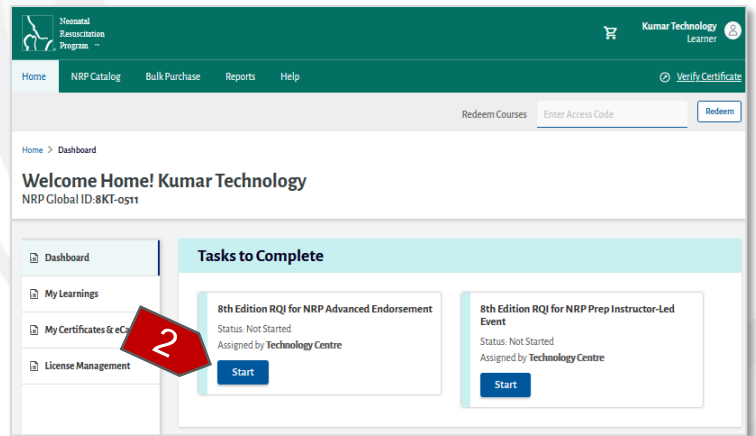 Neonatal
Resuscitation
Program ™
Kumar Technology
Learner
Home NRP Catalog Bulk Purchase Reports Help Verify Certificate
Redeem Courses Enter Access Code Redeem
Home > Dashboard
Welcome Home! Kumar Technology
NRP Global ID:8KT-0511
Dashboard
My Learnings
My Certificates & eCa
License Management
Tasks to Complete
8th Edition RQI for NRP Advanced Endorsement
Status: Not Started
Assigned by Technology Centre
Start
8th Edition RQI for NRP Prep Instructor-Led
Event
Status: Not Started
Assigned by Technology Centre
Start
2